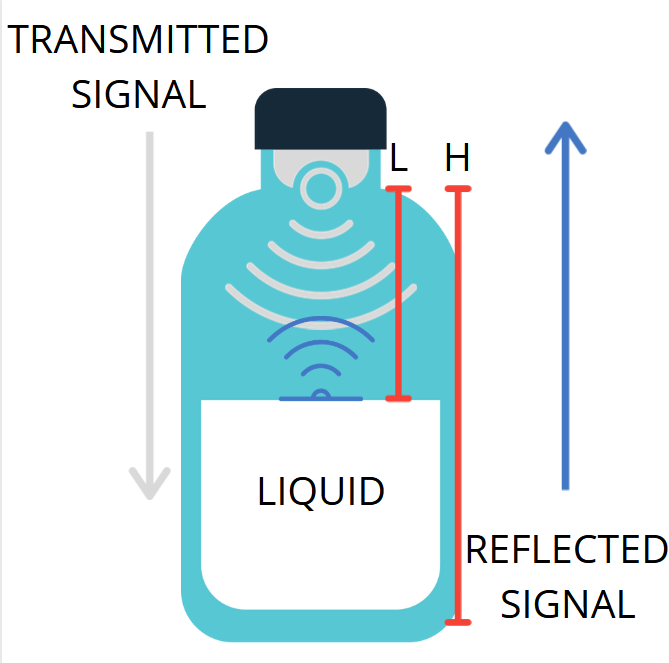 TRANSMITTED
SIGNAL
L
H
LIQUID
REFLECTED
SIGNAL